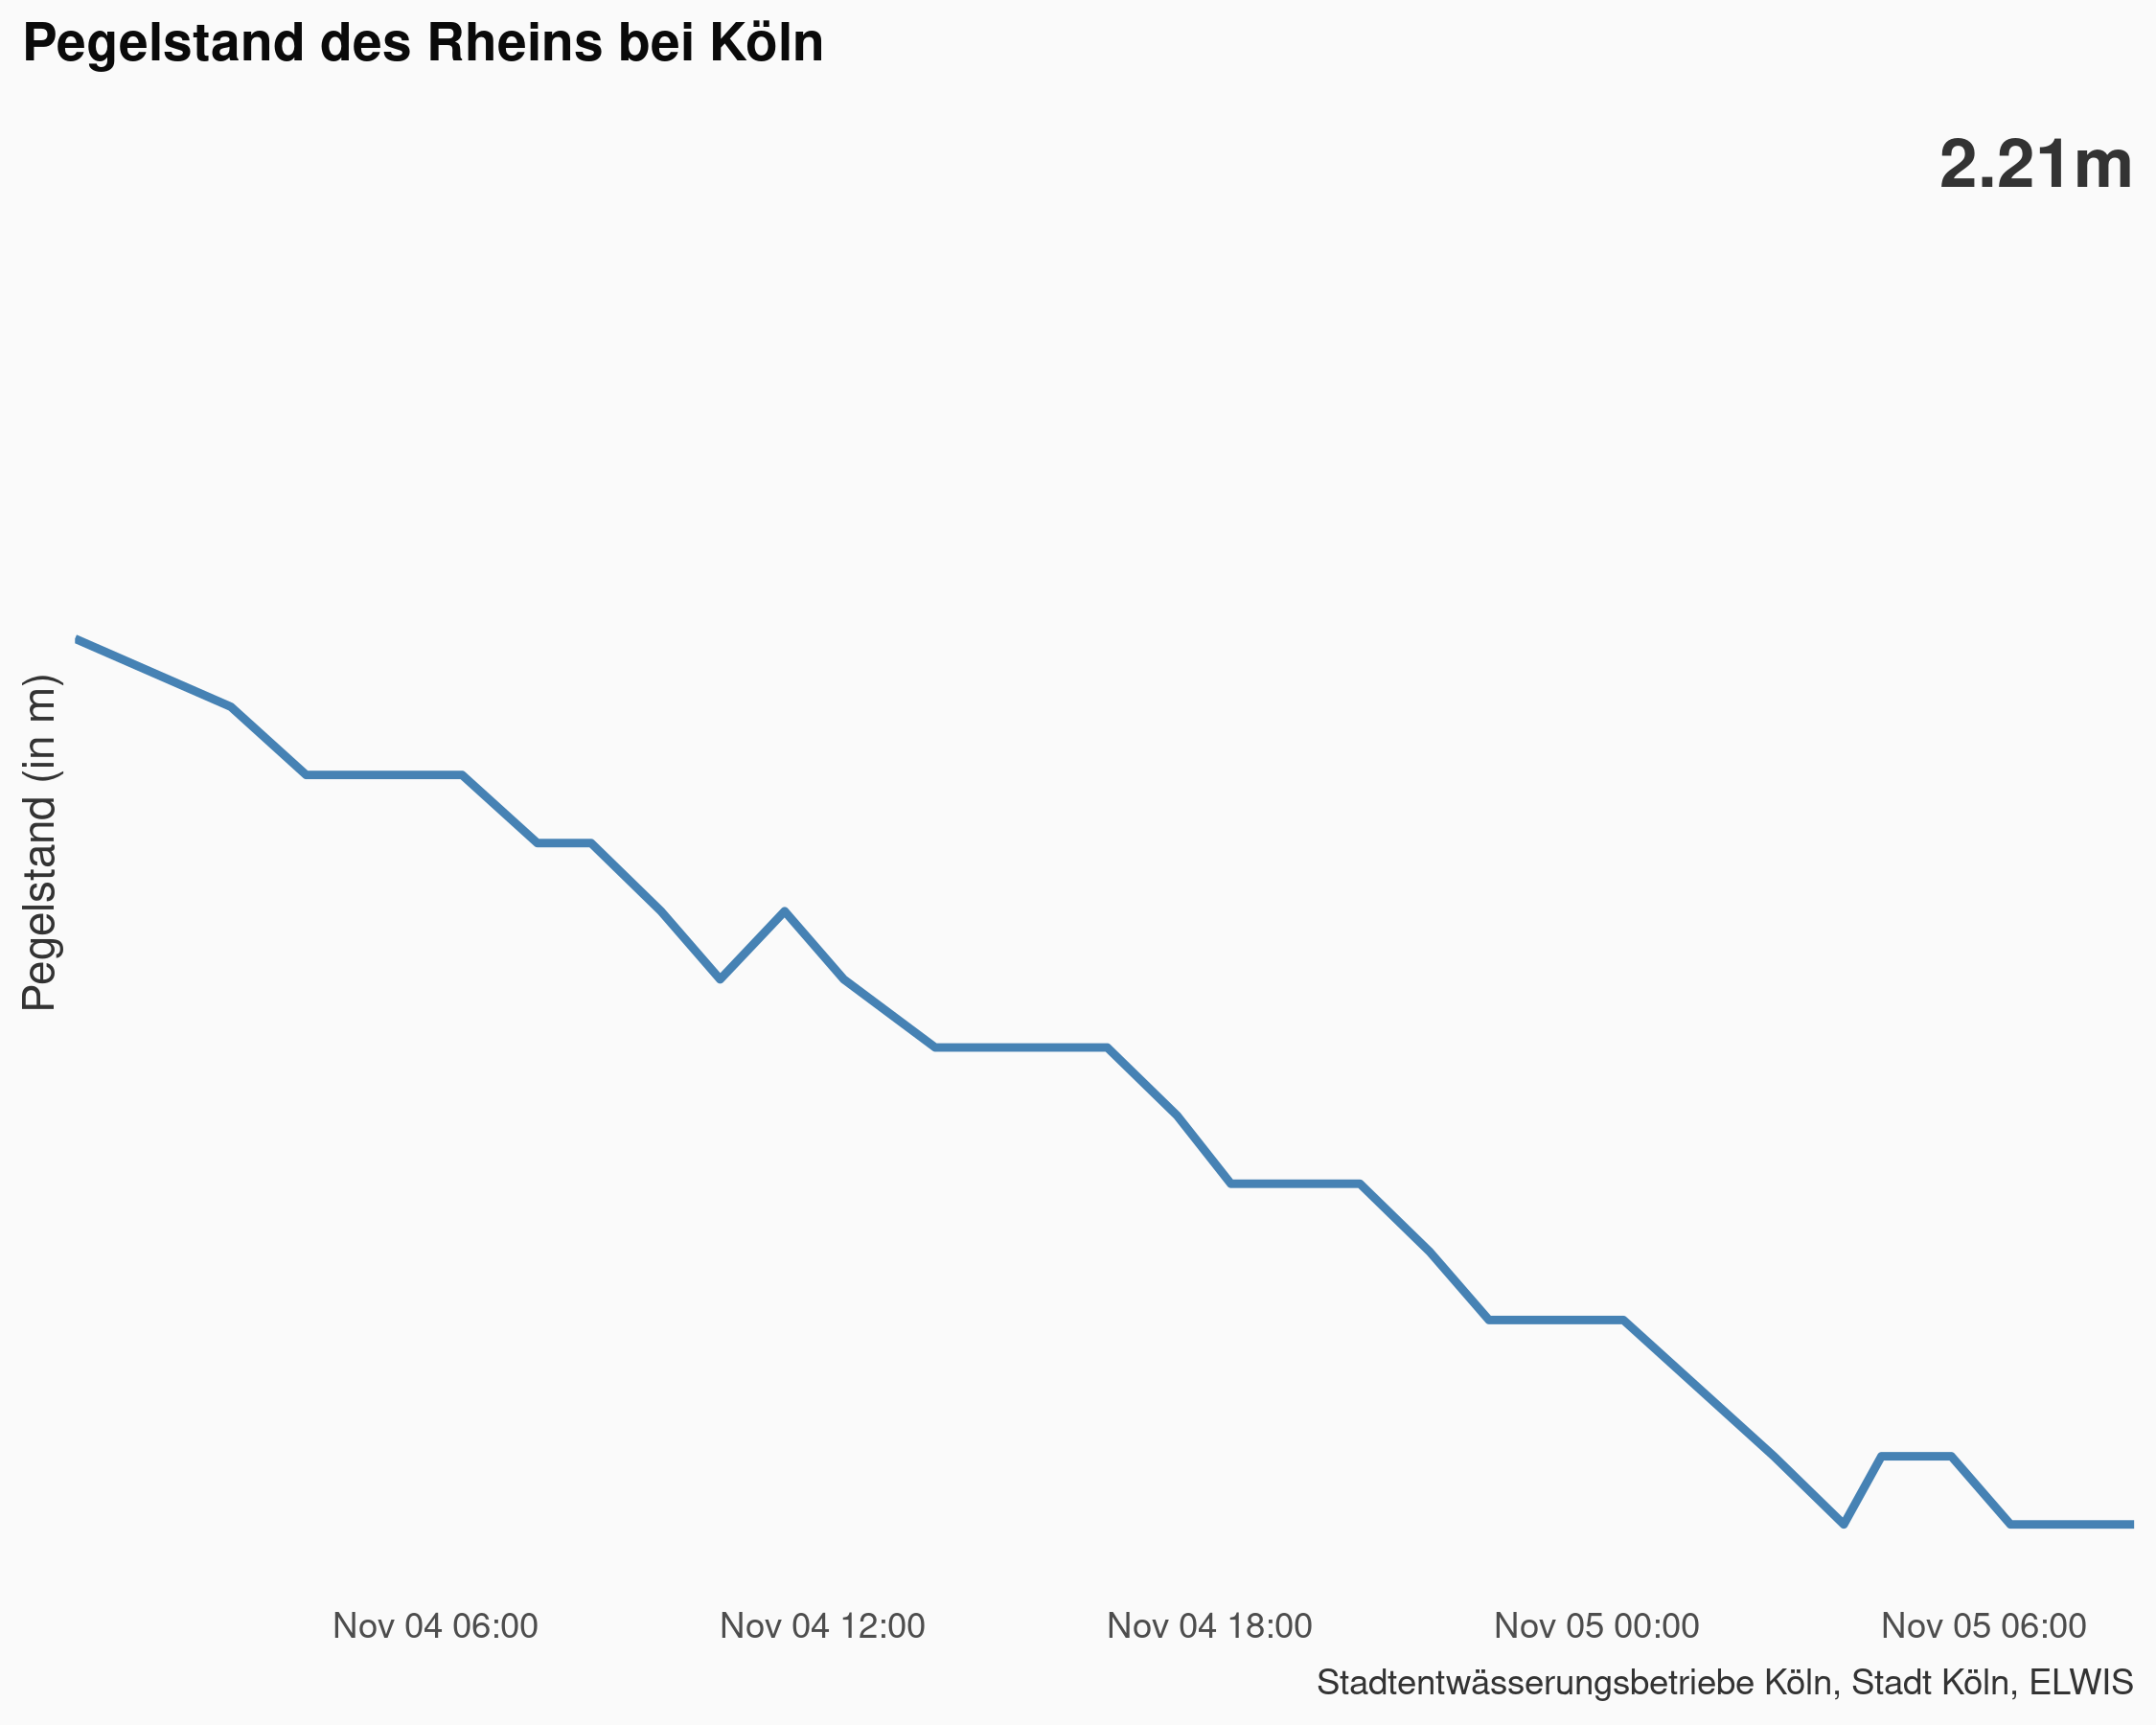 Pegelstand des Rheins bei Köln
2.21m
Pegelstand (in m)
Nov 04 06:00 Nov 04 12:00 Nov 04 18:00 Nov 05 00:00 Nov 05 06:00
Stadtentwässerungsbetriebe Köln, Stadt Köln, ELWIS